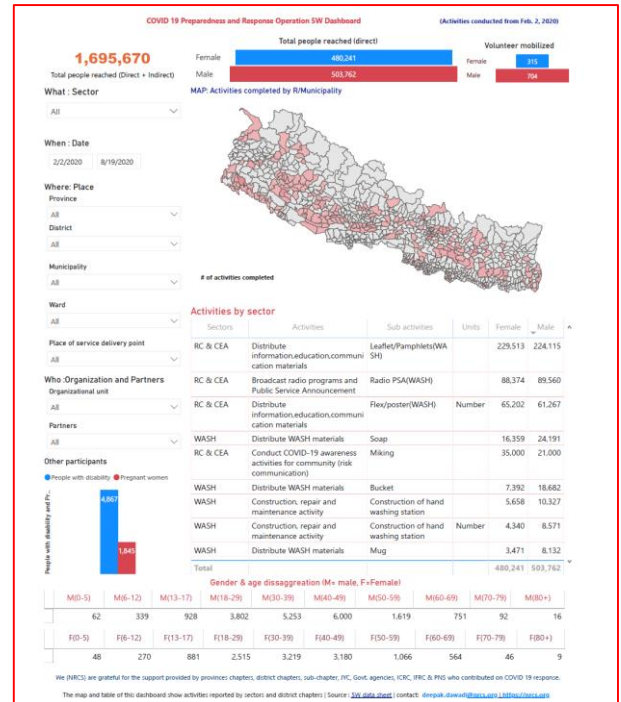 COVID 19 Preparedness and Response Operation 5W Dashboard
(Activities conducted from Feb. 2, 2020)
1,695,670
Total people reached (Direct + Indirect)
Total people reached (direct)
Female 480,241
Male 503,762
Volunteer mobilized
Female 315
Male 704
What : Sector
All
When : Date
2/2/2020 8/19/2020
Where: Place
Province
All
District
All
Municipality
All
Ward
All
Place of service delivery point
All
Who :Organization and Partners
Organizational unit
All
Partners
All
Other participants
People with disability Pregnant women
People with disability and Pr...
4,867
1,845
MAP: Activities completed by R/Municipality
# of activities completed
Activities by sector
Sectors Activities Sub activities Units Female Male
RC & CEA Distribute Leaflet/Pamphlets(WA 229,513 224,115
information,education,communi SH)
cation materials
RC & CEA Broadcast radio programs and Radio PSA(WASH) 88,374 89,560
Public Service Announcement
RC & CEA Distribute Flex/poster(WASH) Number 65,202 61,267
information,education,communi
cation materials
WASH Distribute WASH materials Soap 16,359 24,191
RC & CEA Conduct COVID-19 awareness Miking 35,000 21,000
activities for community (risk
communication)
WASH Distribute WASH materials Bucket 7,392 18,682
WASH Construction, repair and Construction of hand 5,658 10,327
maintenance activity washing station
WASH Construction, repair and Construction of hand Number 4,340 8,571
maintenance activity washing station
WASH Distribute WASH materials Mug 3,471 8,132
Total 480,241 503,762
Gender & age dissaggreation (M= male, F=Female)
M(0-5) M(6-12) M(13-17) M(18-29) M(30-39) M(40-49) M(50-59) M(60-69) M(70-79) M(80+)
62 339 928 3,802 5,253 6,000 1,619 751 92 16
F(0-5) F(6-12) F(13-17) F(18-29) F(30-39) F(40-49) F(50-59) F(60-69) F(70-79) F(80+)
48 270 881 2,515 3,219 3,180 1,066 564 46 9
We (NRCS) are grateful for the support provided by provinces chapters, district chapters, sub-chapter, JYC, Govt. agencies, ICRC, IFRC & PNS who contributed on COVID 19 response.
The map and table of this dashboard show activities reported by sectors and district chapters | Source : 5W data sheet | contact: deepak.dawadi@nrcs.org | https://nrcs.org